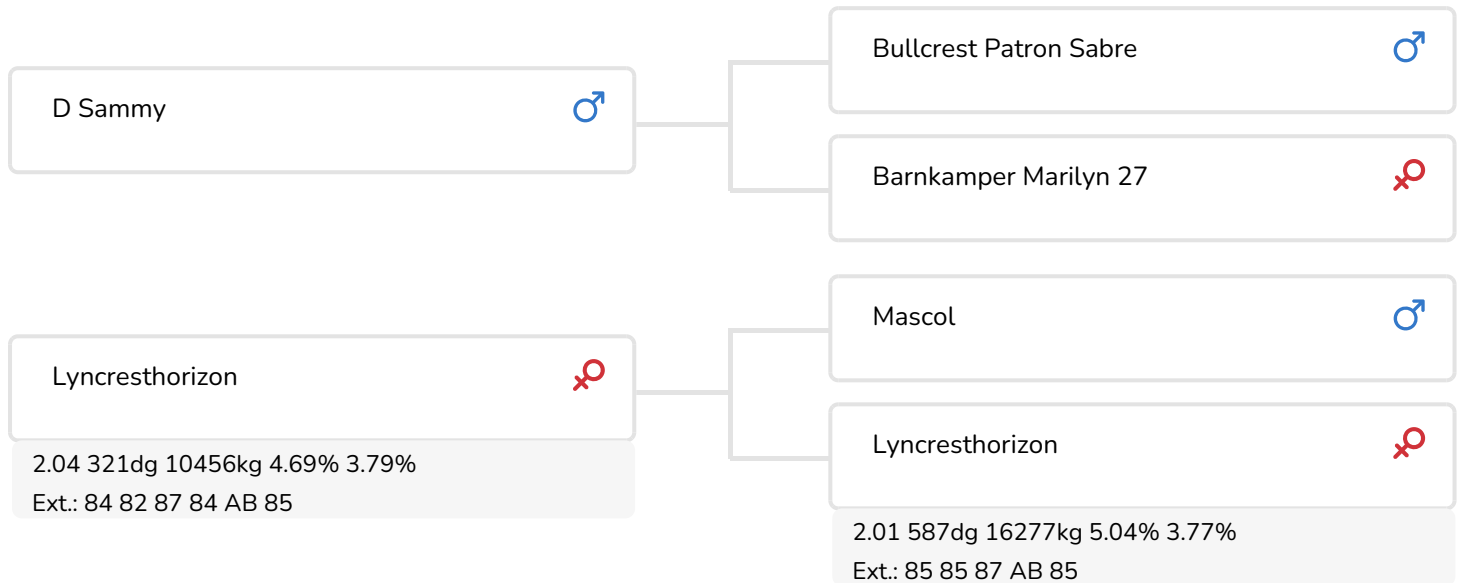 D Sammy
Bullcrest Patron Sabre
Barnkamper Marilyn 27
Lyncresthorizon
2.04 321dg 10456kg 4.69% 3.79%
Ext.: 84 82 87 84 AB 85
Mascol
Lyncresthorizon
2.01 587dg 16277kg 5.04% 3.77%
Ext.: 85 85 87 AB 85